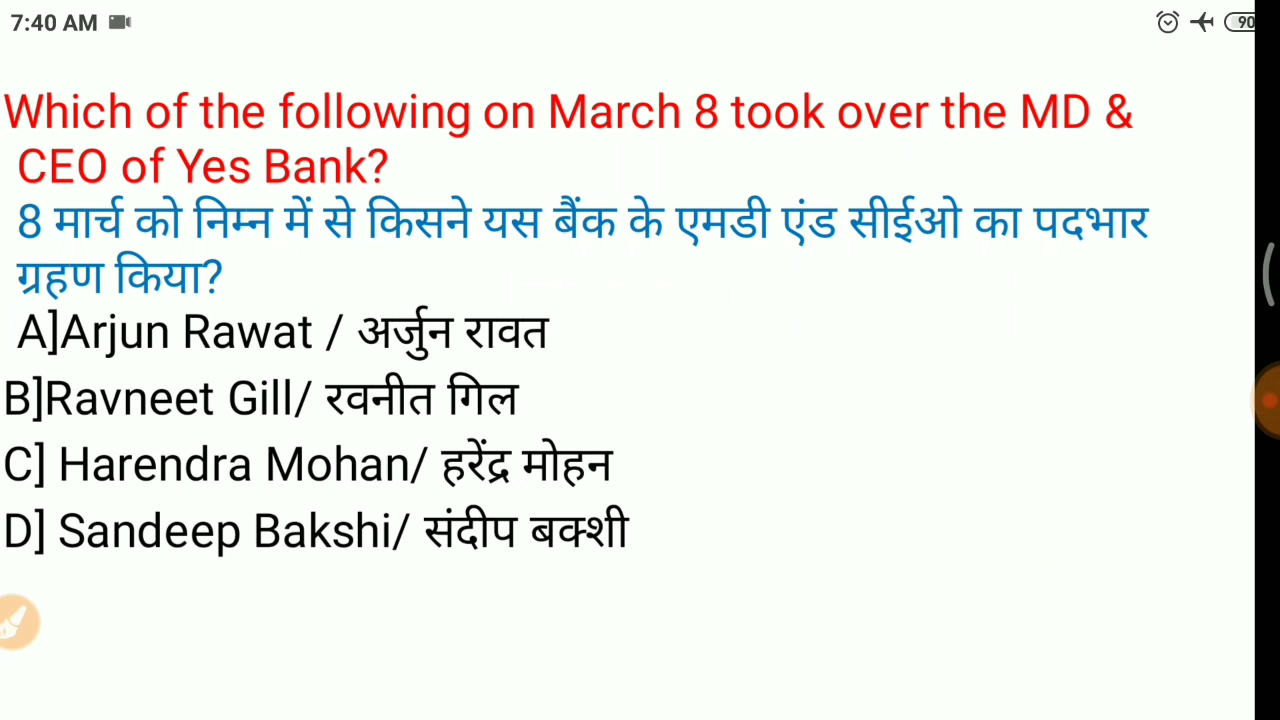 7:40 AM
90
Which of the following on March 8 took over the MD &
CEO of Yes Bank?
8 मार्च को निम्न में से किसने यस बैंक के एमडी एंड सीईओ का पदभार
ग्रहण किया?
A]Arjun Rawat / अर्जुन रावत
B]Ravneet Gill/ रवनीत गिल
C] Harendra Mohan/ हरेंद्र मोहन
D] Sandeep Bakshi/ संदीप बक्शी